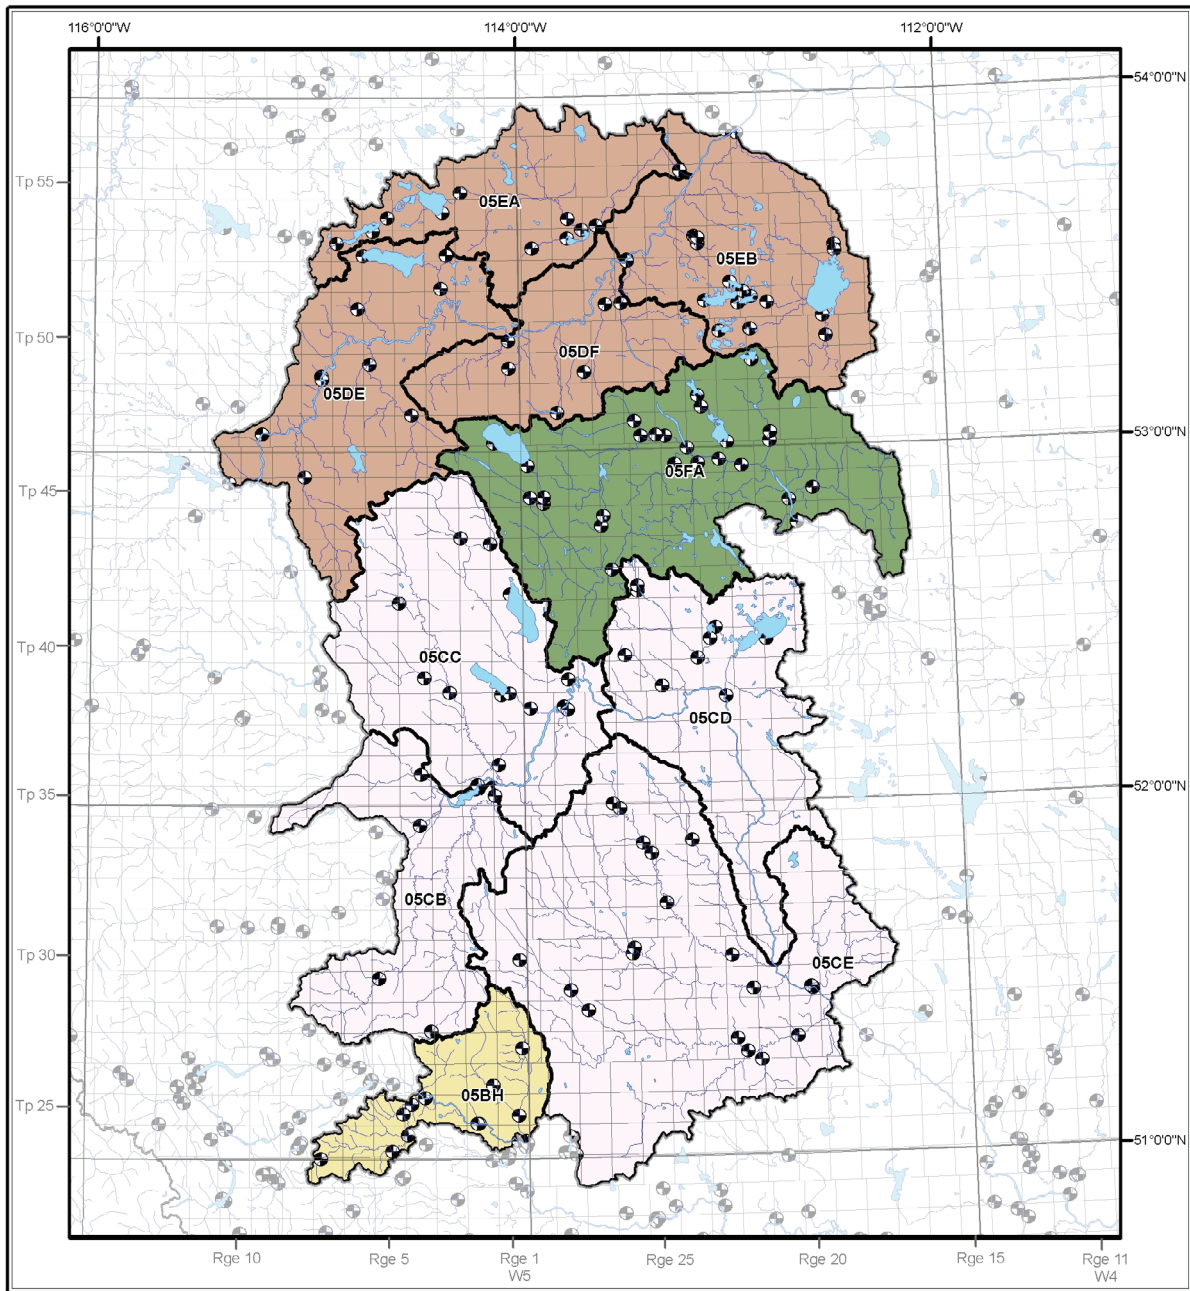 116°0'0"W
114°0'0"W
112°0'0"W
54°0'0"N
Tp 55
05EA
05EB
Tp 50
05DF
05DE
53°0'0"N
05FA
Tp 45
Tp 40
05CC
05CD
52°0'0"N
Tp 35
05CB
Tp 30
05CE
05BH
Tp 25
51°0'0"N
Rge 10
Rge 5
Rge 1
W5
Rge 25
Rge 20
Rge 15
Rge 11
W4